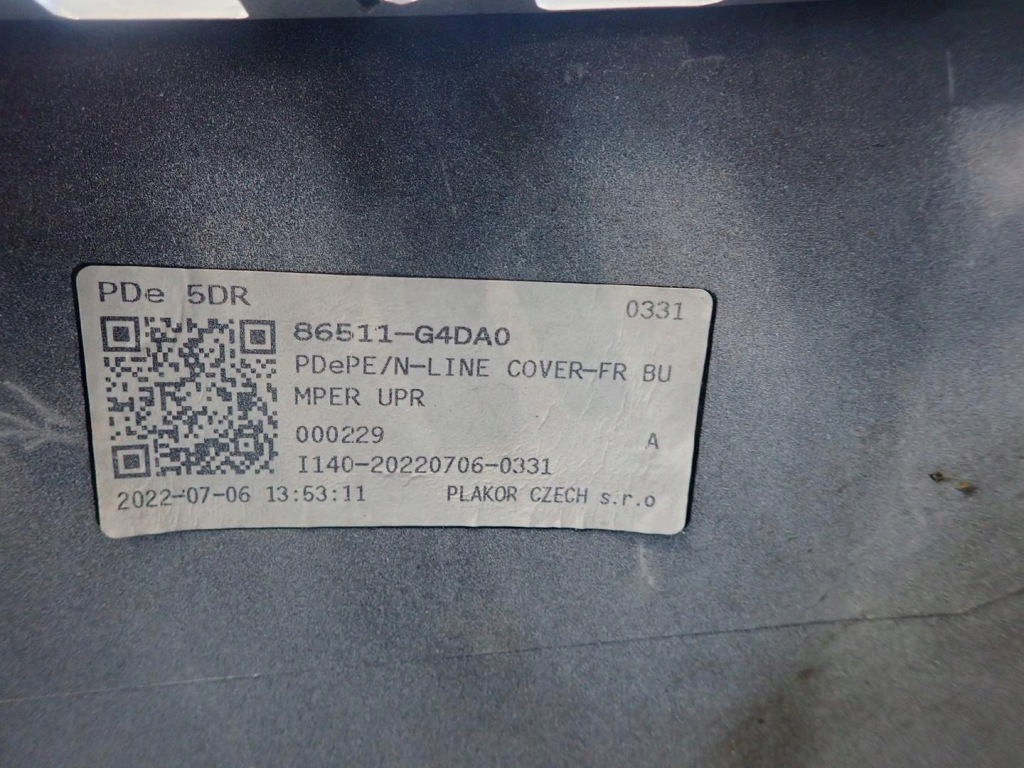 PDe 5DR
0331
86511-G4DA0
PDePE/N-LINE COVER-FR BU
MPER UPR
000229
A
I140-20220706-0331
2022-07-06 13:53:11
PLAKOR CZECH s.r.o